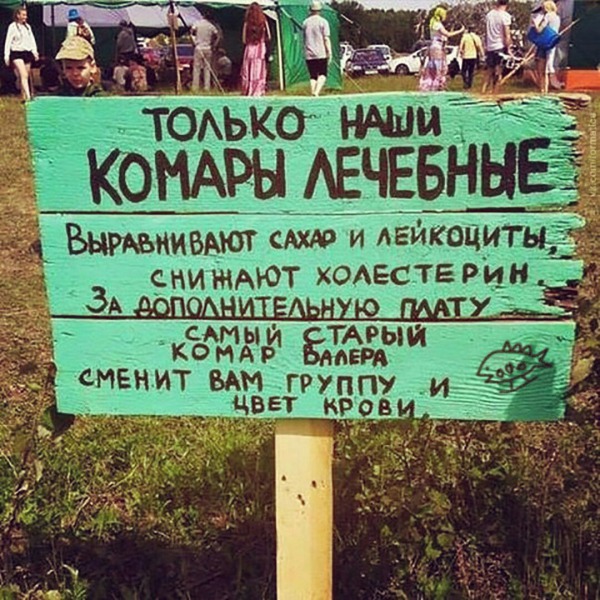 ТОЛЬКО НАШИ
КОМАРЫ ЛЕЧЕБНЫЕ
ВЫРАВНИВАЮТ САХАР И ЛЕЙКОЦИТЫ,
СНИЖАЮТ ХОЛЕСТЕРИН.
ЗА ДОПОЛНИТЕЛЬНУЮ ПЛАТУ
САМЫЙ СТАРЫЙ
КОМАР ВАЛЕРА
СМЕНИТ ВАМ ГРУППУ И
ЦВЕТ КРОВИ.